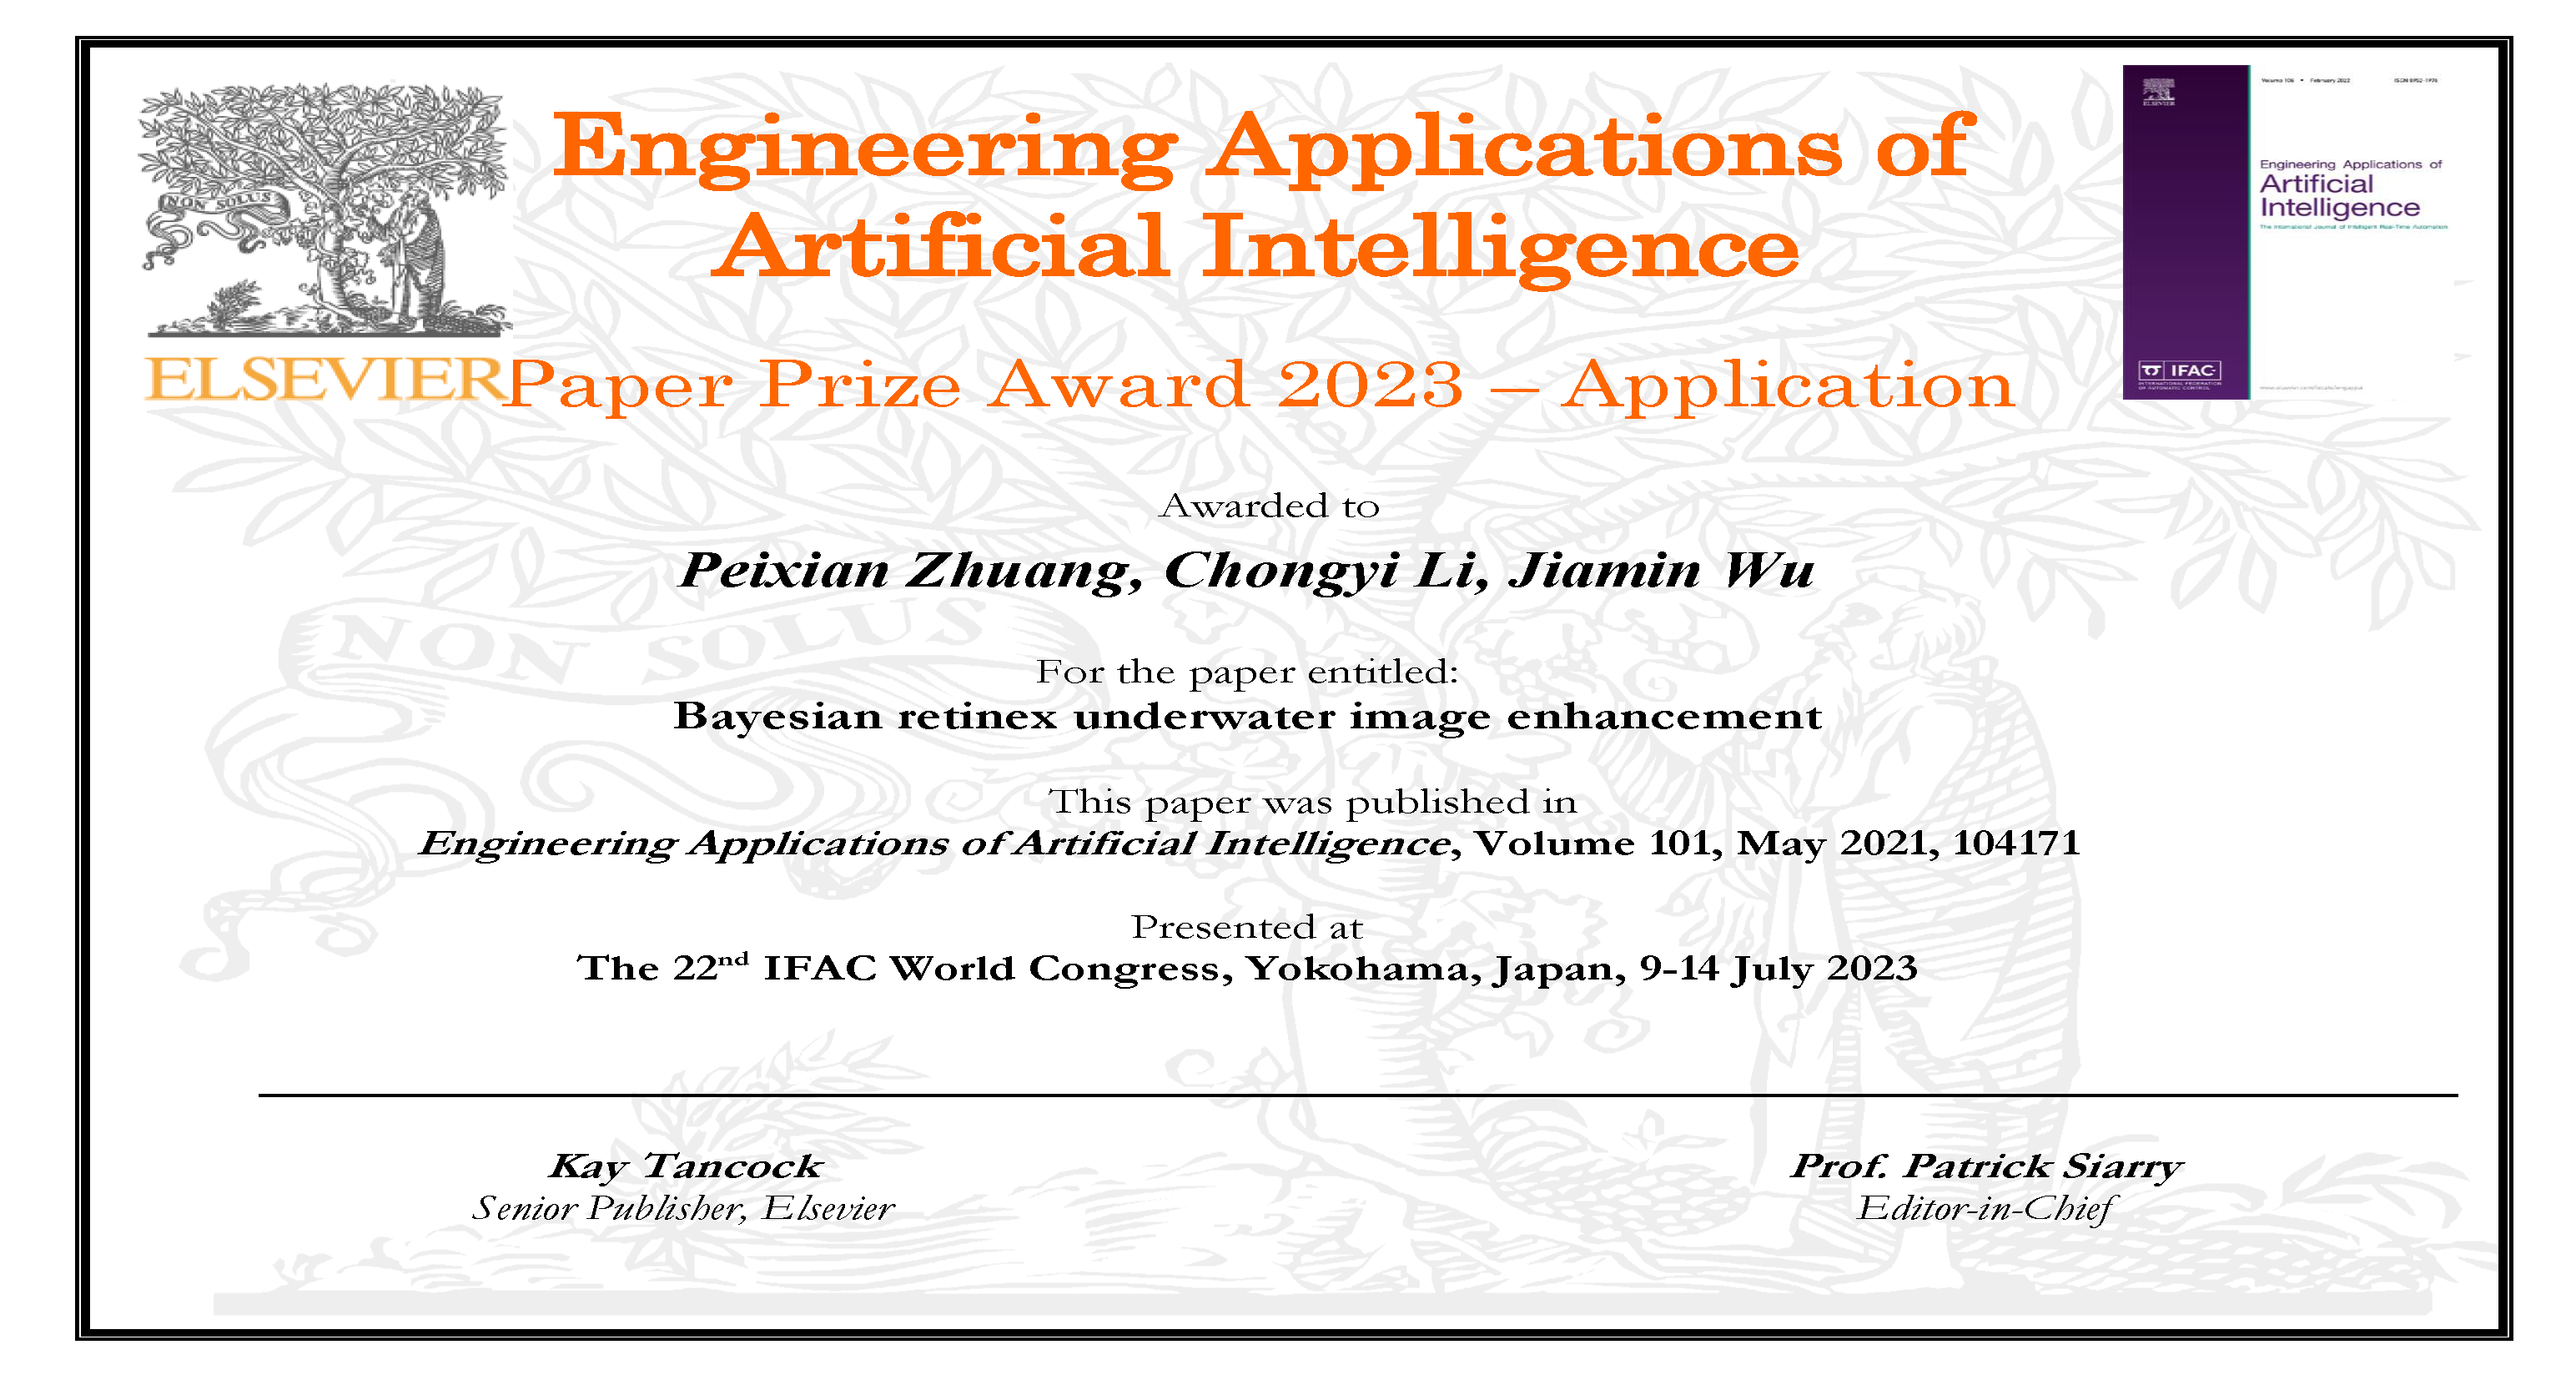 Engineering Applications of
Artificial Intelligence
NON SOLUS
ELSEVIER
Paper Prize Award 2023 – Application
Volume 106 • February 2022
ISSN 0952-1976
ELSEVIER
Engineering Applications of
Artificial
Intelligence
The International Journal of Intelligent Real-Time Automation
IFAC
INTERNATIONAL FEDERATION
OF AUTOMATIC CONTROL
Awarded to
Peixian Zhuang, Chongyi Li, Jiamin Wu
NON SOLUS
For the paper entitled:
Bayesian retinex underwater image enhancement
This paper was published in
Engineering Applications of Artificial Intelligence, Volume 101, May 2021, 104171
Presented at
The 22nd IFAC World Congress, Yokohama, Japan, 9-14 July 2023
Kay Tancock
Senior Publisher, Elsevier
Prof. Patrick Siarry
Editor-in-Chief